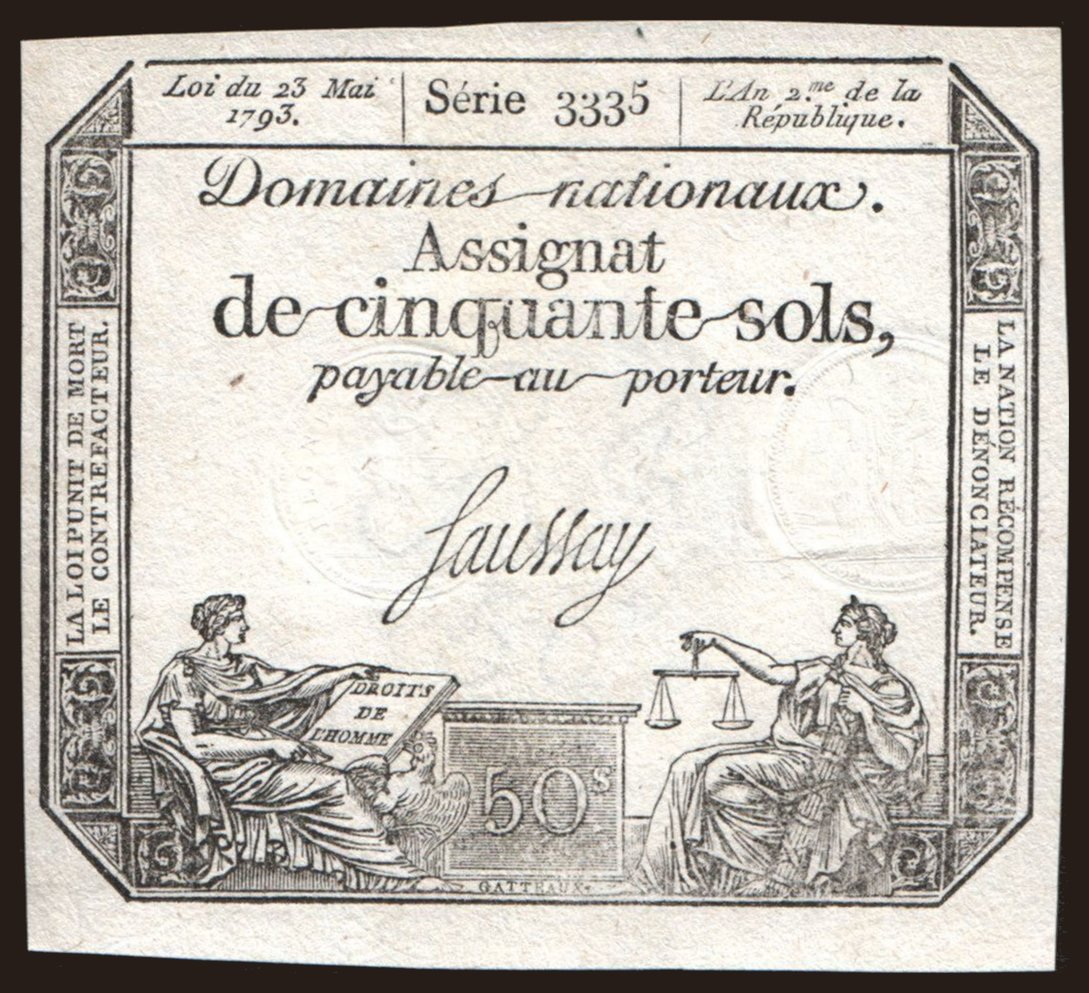 Loi du 23 Mai
1793.
Série 3335
L'An 2.me de la
République.
Domaines nationaux.
Assignat
de cinquante sols,
payable au porteur.
Saussay
LA LOI PUNIT DE MORT
LE CONTREFACTEUR.
LA NATION RÉCOMPENSE
LE DÉNONCIATEUR.
DROITS
DE
L'HOMME
50s
GATTEAUX.